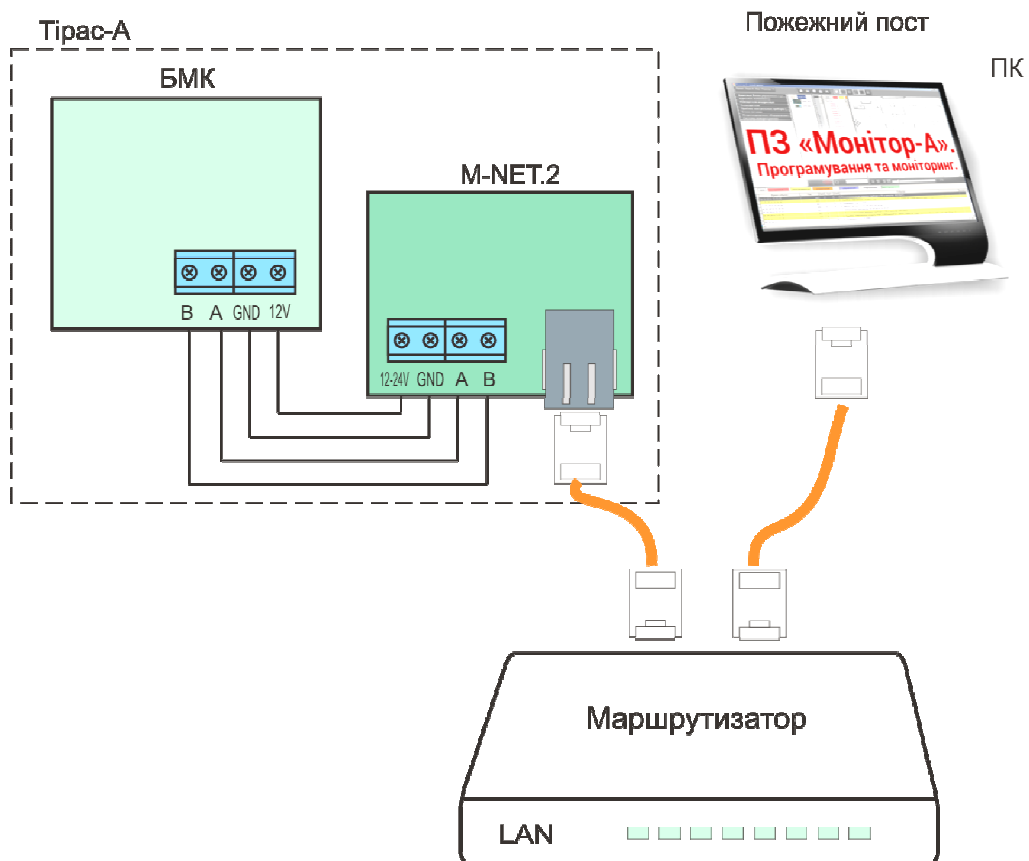 Тірас-А
Пожежний пост
ПК
БМК
ПЗ «Монітор-А».
Програмування та моніторинг.
M-NET.2
B A GND 12V
12-24V GND A B
Маршрутизатор
LAN